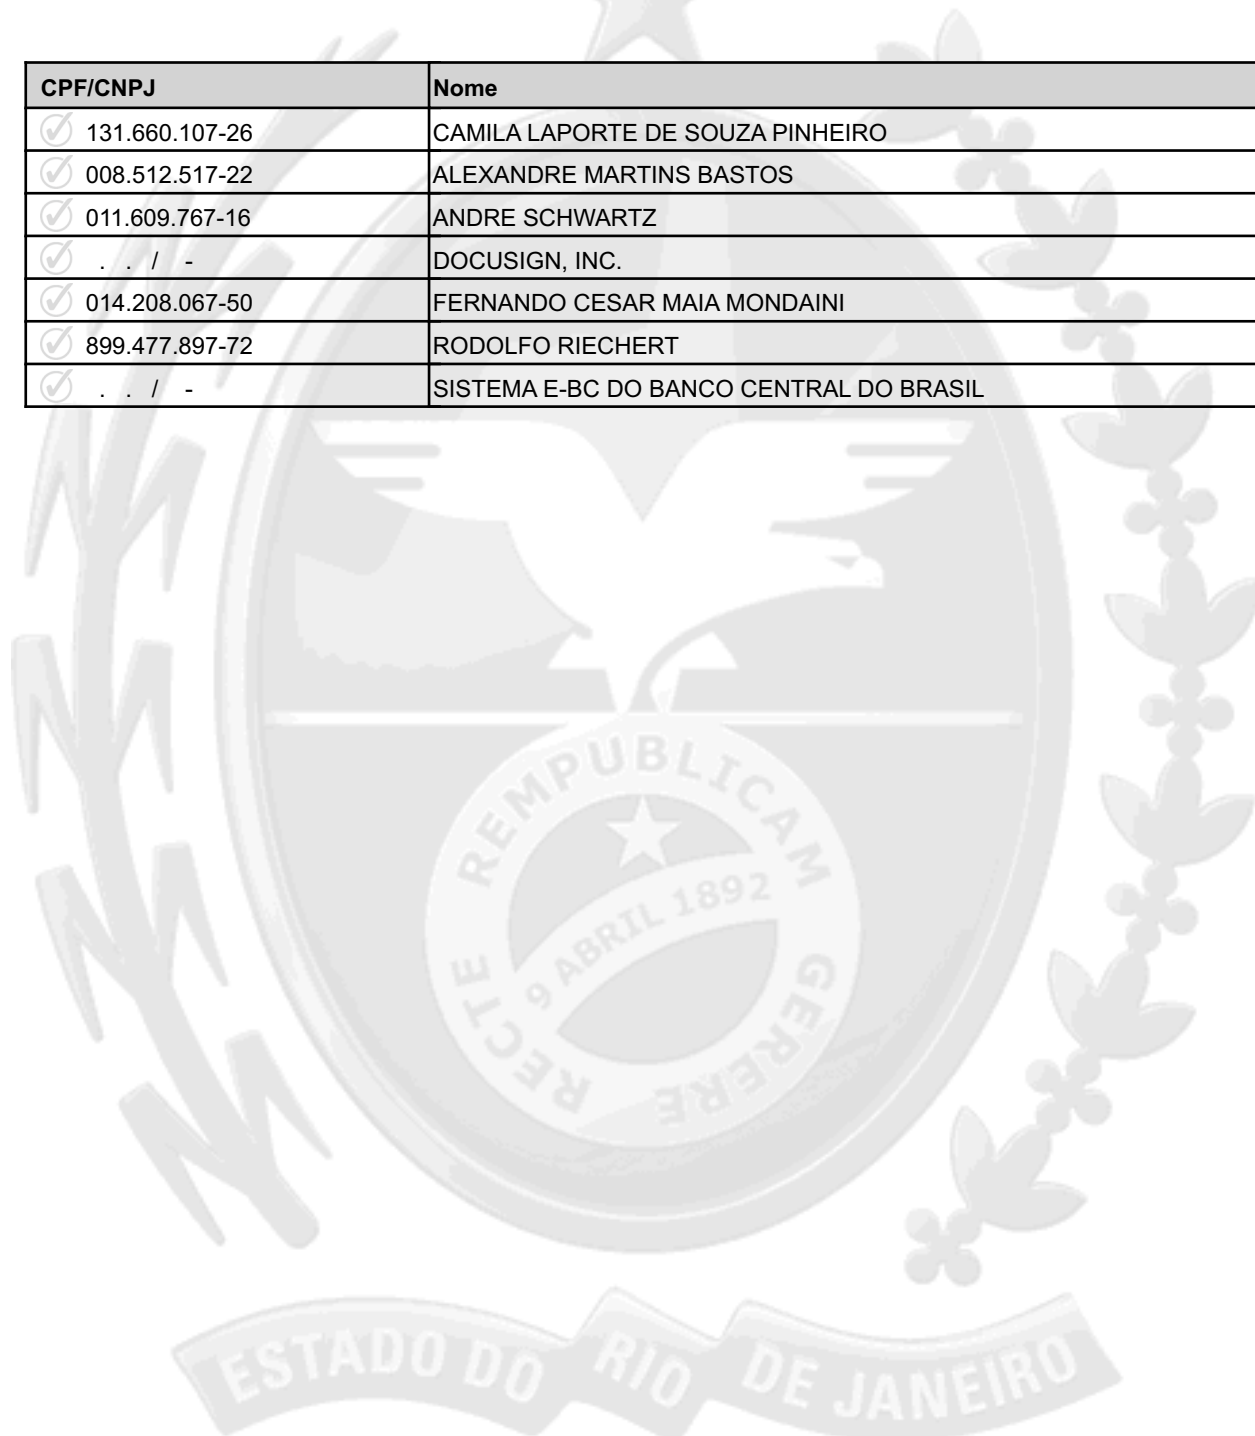 CPF/CNPJ Nome
131.660.107-26 CAMILA LAPORTE DE SOUZA PINHEIRO
008.512.517-22 ALEXANDRE MARTINS BASTOS
011.609.767-16 ANDRE SCHWARTZ
. . / - DOCUSIGN, INC.
014.208.067-50 FERNANDO CESAR MAIA MONDAINI
899.477.897-72 RODOLFO RIECHERT
. . / - SISTEMA E-BC DO BANCO CENTRAL DO BRASIL
RECTE REMPUBLICAM GERERE
9 ABRIL 1892
ESTADO DO RIO DE JANEIRO